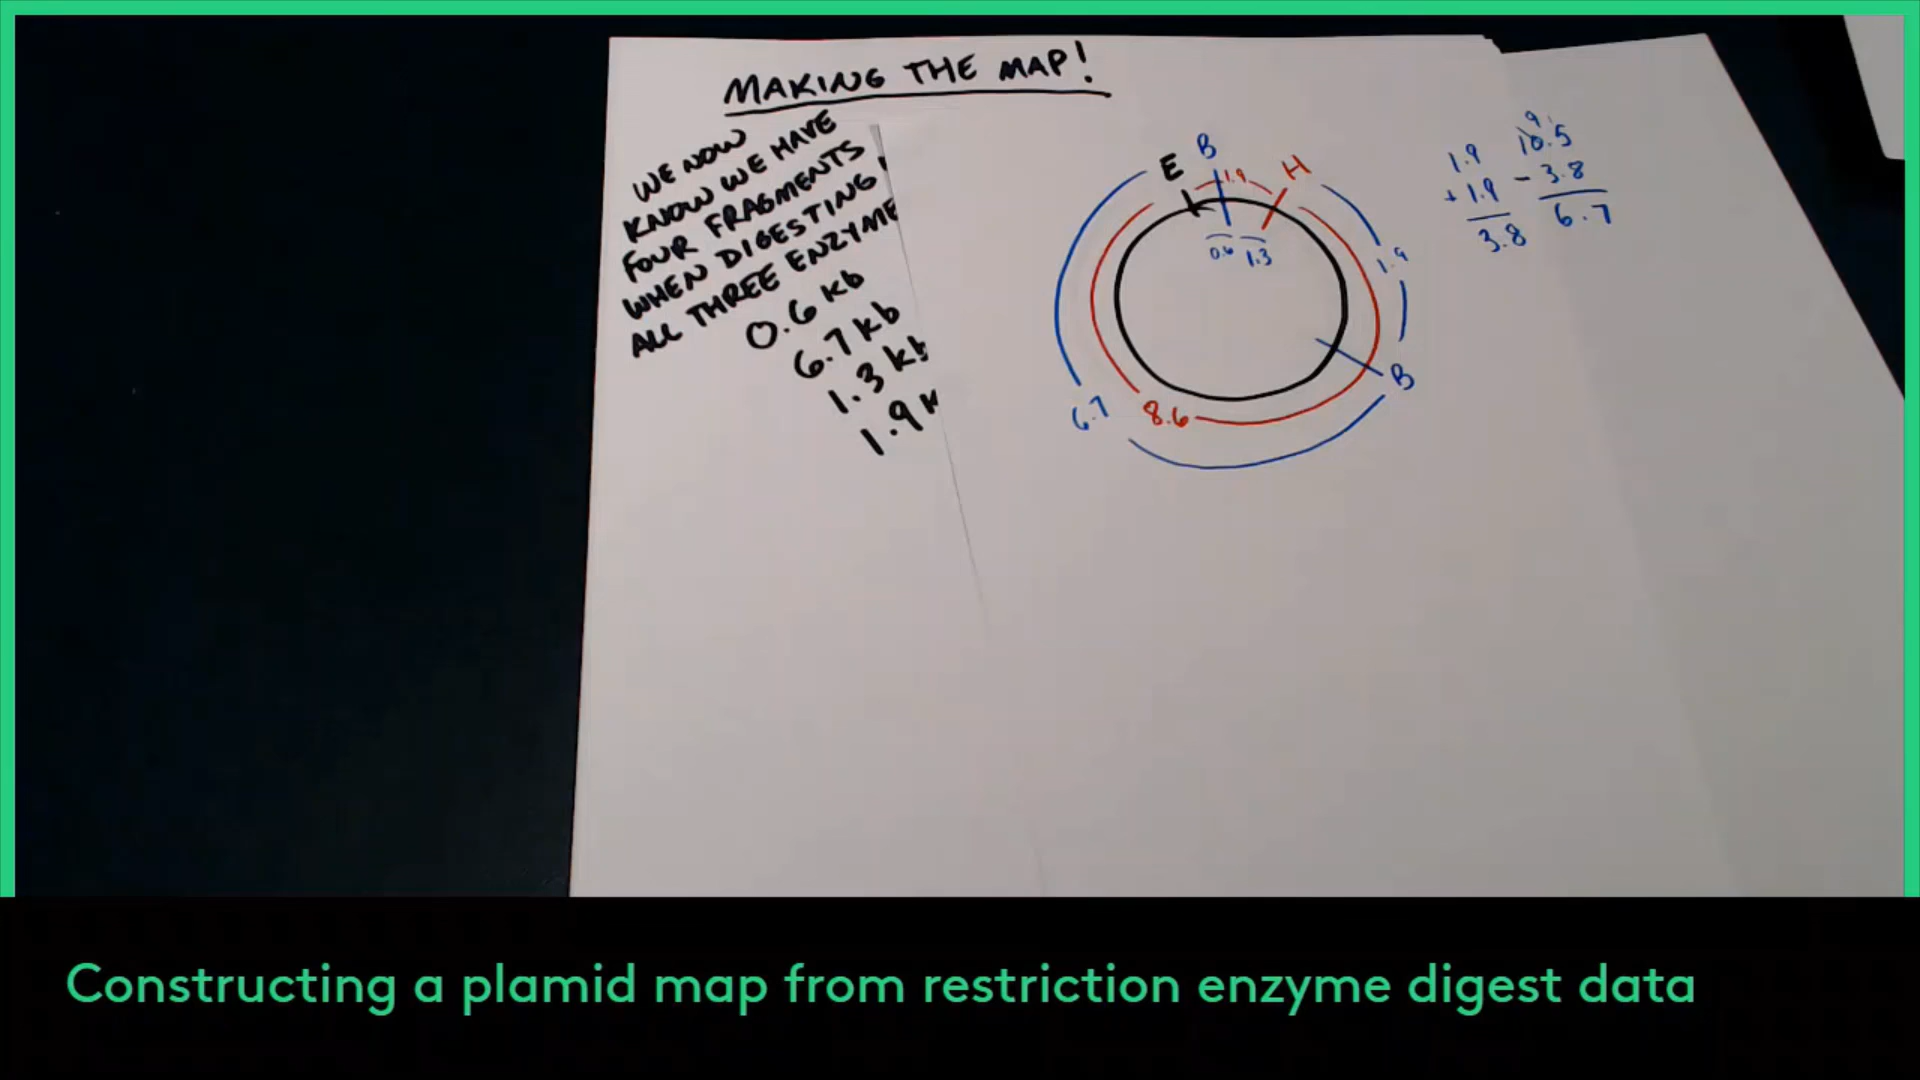 MAKING THE MAP!
WE NOW
KNOW WE HAVE
FOUR FRAGMENTS
WHEN DIGESTING
ALL THREE ENZYME
0.6 kb
6.7 kb
1.3 kb
1.9 k
E
B
1.9
H
0.6
1.3
1.9
B
6.7
8.6
1.9
+ 1.9
3.8
9 1
10.5
- 3.8
6.7
Constructing a plamid map from restriction enzyme digest data